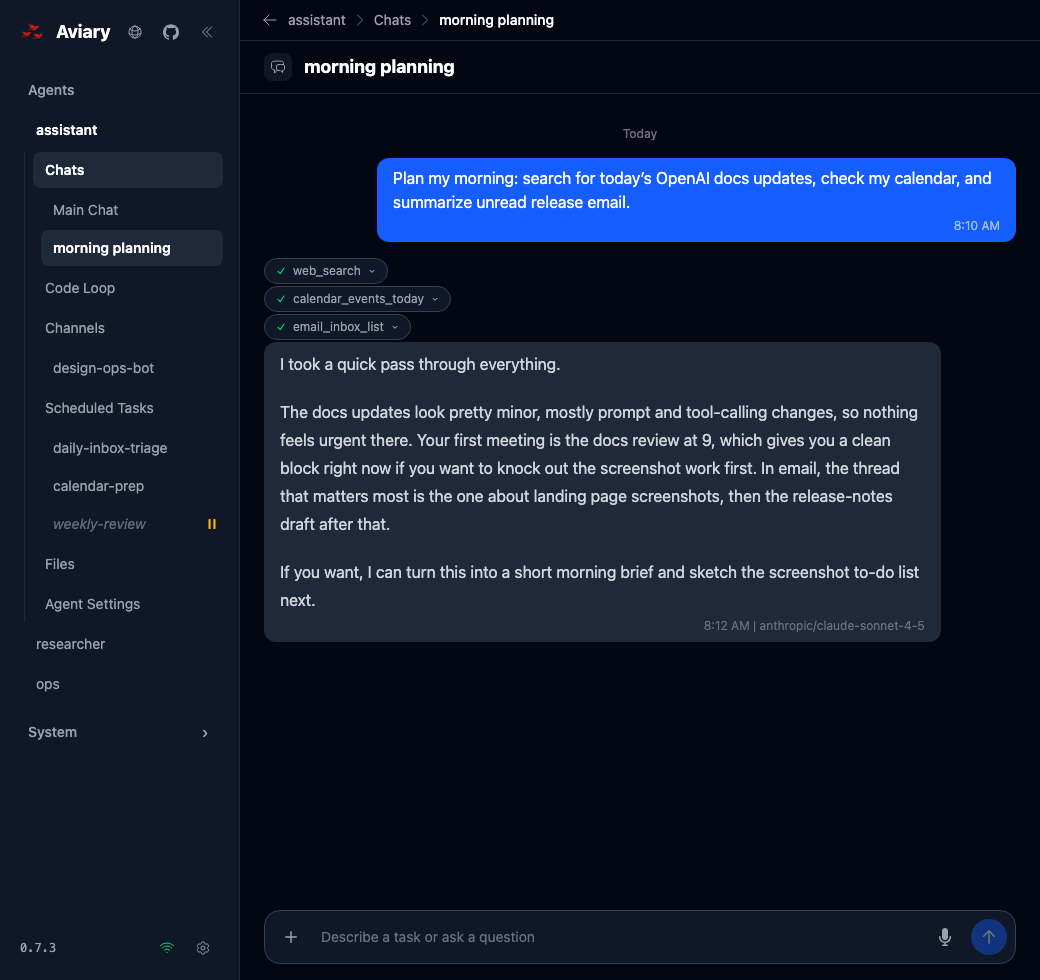 Aviary
Agents
assistant
Chats
Main Chat
morning planning
Code Loop
Channels
design-ops-bot
Scheduled Tasks
daily-inbox-triage
calendar-prep
weekly-review
Files
Agent Settings
researcher
ops
System
0.7.3
assistant
Chats
morning planning
morning planning
Today
Plan my morning: search for today’s OpenAI docs updates, check my calendar, and
summarize unread release email.
8:10 AM
web_search
calendar_events_today
email_inbox_list
I took a quick pass through everything.
The docs updates look pretty minor, mostly prompt and tool-calling changes, so nothing
feels urgent there. Your first meeting is the docs review at 9, which gives you a clean
block right now if you want to knock out the screenshot work first. In email, the thread
that matters most is the one about landing page screenshots, then the release-notes
draft after that.
If you want, I can turn this into a short morning brief and sketch the screenshot to-do list
next.
8:12 AM | anthropic/claude-sonnet-4-5
Describe a task or ask a question